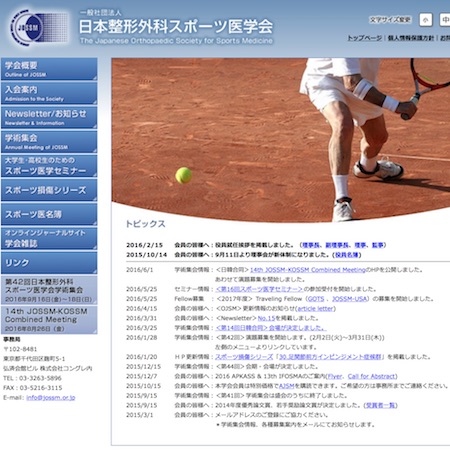 JOSSM
一般社団法人
日本整形外科スポーツ医学会
The Japanese Orthopaedic Society for Sports Medicine
文字サイズ変更 小 中
トップページ | 個人情報保護方針 |
学会概要
Outline of JOSSM
入会案内
Admission to the Society
Newsletter/お知らせ
Newsletter & Information
学術集会
Annual Meeting of JOSSM
大学生・高校生のための
スポーツ医学セミナー
スポーツ損傷シリーズ
スポーツ医名簿
オンラインジャーナルサイト
学会雑誌
リンク
第42回日本整形外科
スポーツ医学会学術集会
2016年9月16日(金)~18日(日)
14th JOSSM-KOSSM
Combined Meeting
2016年8月26日(金)
事務局
〒102-8481
東京都千代田区麹町5-1
弘済会館ビル 株式会社コングレ内
TEL : 03-3263-5896
FAX : 03-5216-3115
E-mail : info@jossm.or.jp
トピックス
2016/2/15 会員の皆様へ:役員就任挨拶を掲載しました。(理事長、副理事長、理事、監事)
2015/10/14 会員の皆様へ:9月11日より理事会が新体制になりました。(役員名簿)
2016/6/1 学術集会情報:<日韓合同>14th JOSSM-KOSSM Combined MeetingのHPを公開しました。
あわせて演題募集を開始しました。
2016/5/25 セミナー情報:<第16回スポーツ医学セミナー>の参加受付を開始しました。
2016/5/25 Fellow募集:<2017年度> Traveling Fellow(GOTS、JOSSM-USA)の募集を開始しました。
2016/4/5 会員の皆様へ:<OJSM>更新情報のお知らせ(article letter)
2016/3/31 会員の皆様へ:<Newsletter> No.15を掲載しました。
2016/3/25 学術集会情報:<第14回日韓合同>会場が決定しました。
2016/1/28 学術集会情報:<第42回>演題募集を開始します。(2月2日(火)~3月31日(木))
左側のメニューよりリンクしています。
2016/1/20 HP更新情報:スポーツ損傷シリーズ「30.足関節前方インピンジメント症候群」を掲載しました。
2015/12/15 学術集会情報:<第44回>会期・会場が決定しました。
2015/12/7 会員の皆様へ:2016 APKASS & 13th IFOSMAのご案内(Flyer、Call for Abstract)
2015/10/15 会員の皆様へ:本学会会員は特別価格でAJSMを購読できます。ご希望の方は事務局までご連絡ください。
2015/9/15 学術集会情報:<第41回>学術集会は盛会のうちに終了しました。
2015/9/15 会員の皆様へ:2014年度優秀論文賞、若手奨励論文賞が決定しました。(受賞者一覧)
2015/3/1 会員の皆様へ:メールアドレスのご登録にご協力ください。
*学術集会情報、各種募集案内をメールにてお知らせします。